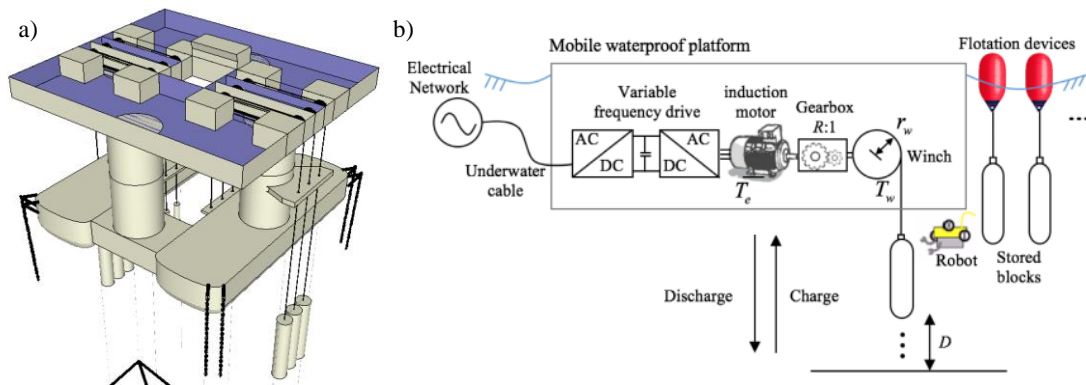 a)
b)
Mobile waterproof platform
Flotation devices
Electrical
Network
Variable
frequency drive
induction
motor
Gearbox
R:1
r_w
AC
DC
AC
DC
Winch
Underwater
cable
T_e
T_w
Robot
Stored
blocks
Discharge
Charge
D